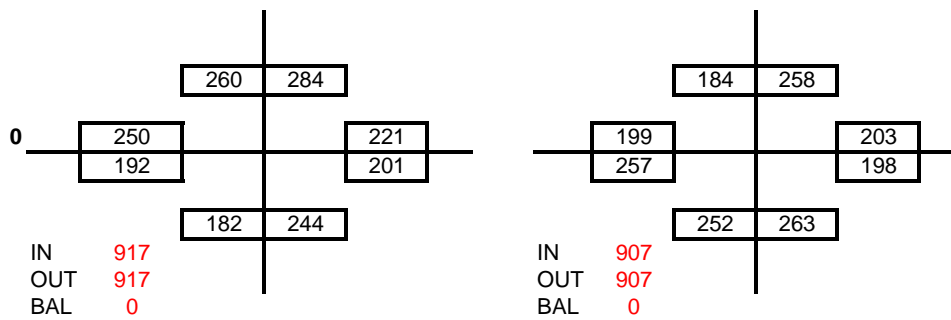 260 284 184 258
0 250 221 199 203
192 201 257 198
182 244 252 263
IN 917 IN 907
OUT 917 OUT 907
BAL 0 BAL 0